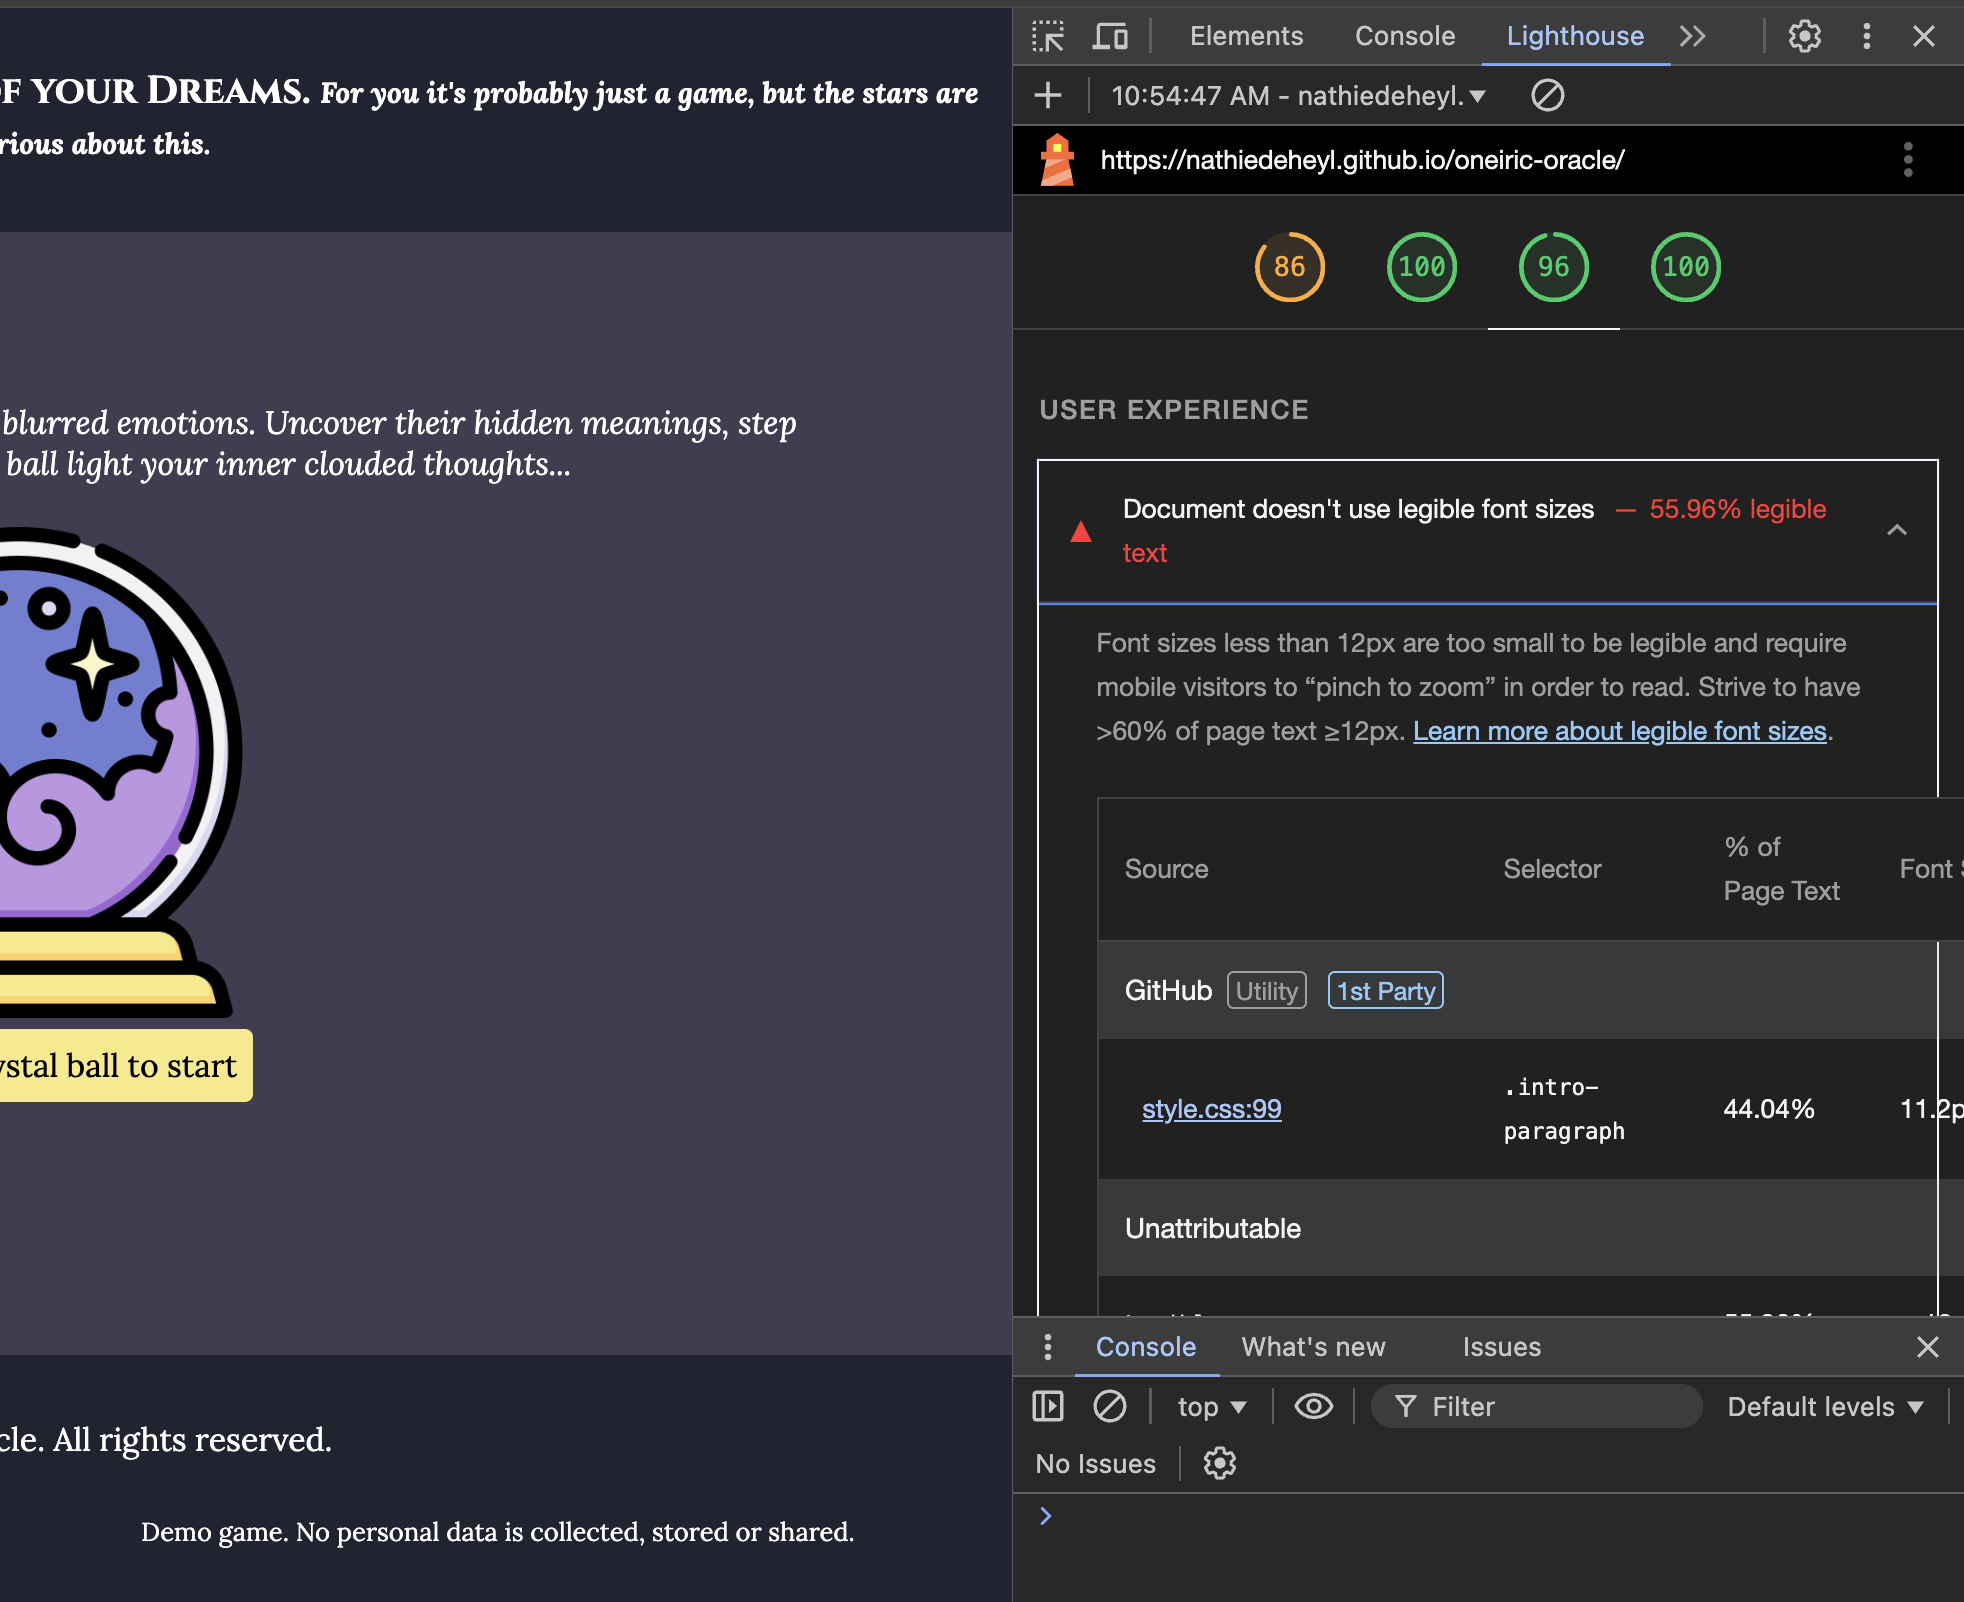 OF YOUR DREAMS. For you it's probably just a game, but the stars are
rious about this.
blurred emotions. Uncover their hidden meanings, step
ball light your inner clouded thoughts...
ystal ball to start
cle. All rights reserved.
Demo game. No personal data is collected, stored or shared.
Elements Console Lighthouse
10:54:47 AM - nathiedeheyl.
https://nathiedeheyl.github.io/oneiric-oracle/
86 100 96 100
USER EXPERIENCE
Document doesn't use legible font sizes — 55.96% legible
text
Font sizes less than 12px are too small to be legible and require
mobile visitors to “pinch to zoom” in order to read. Strive to have
>60% of page text ≥12px. Learn more about legible font sizes.
Source Selector % of Page Text Font
GitHub Utility 1st Party
style.css:99 .intro-paragraph 44.04% 11.2p
Unattributable
Console What's new Issues
top Filter Default levels
No Issues